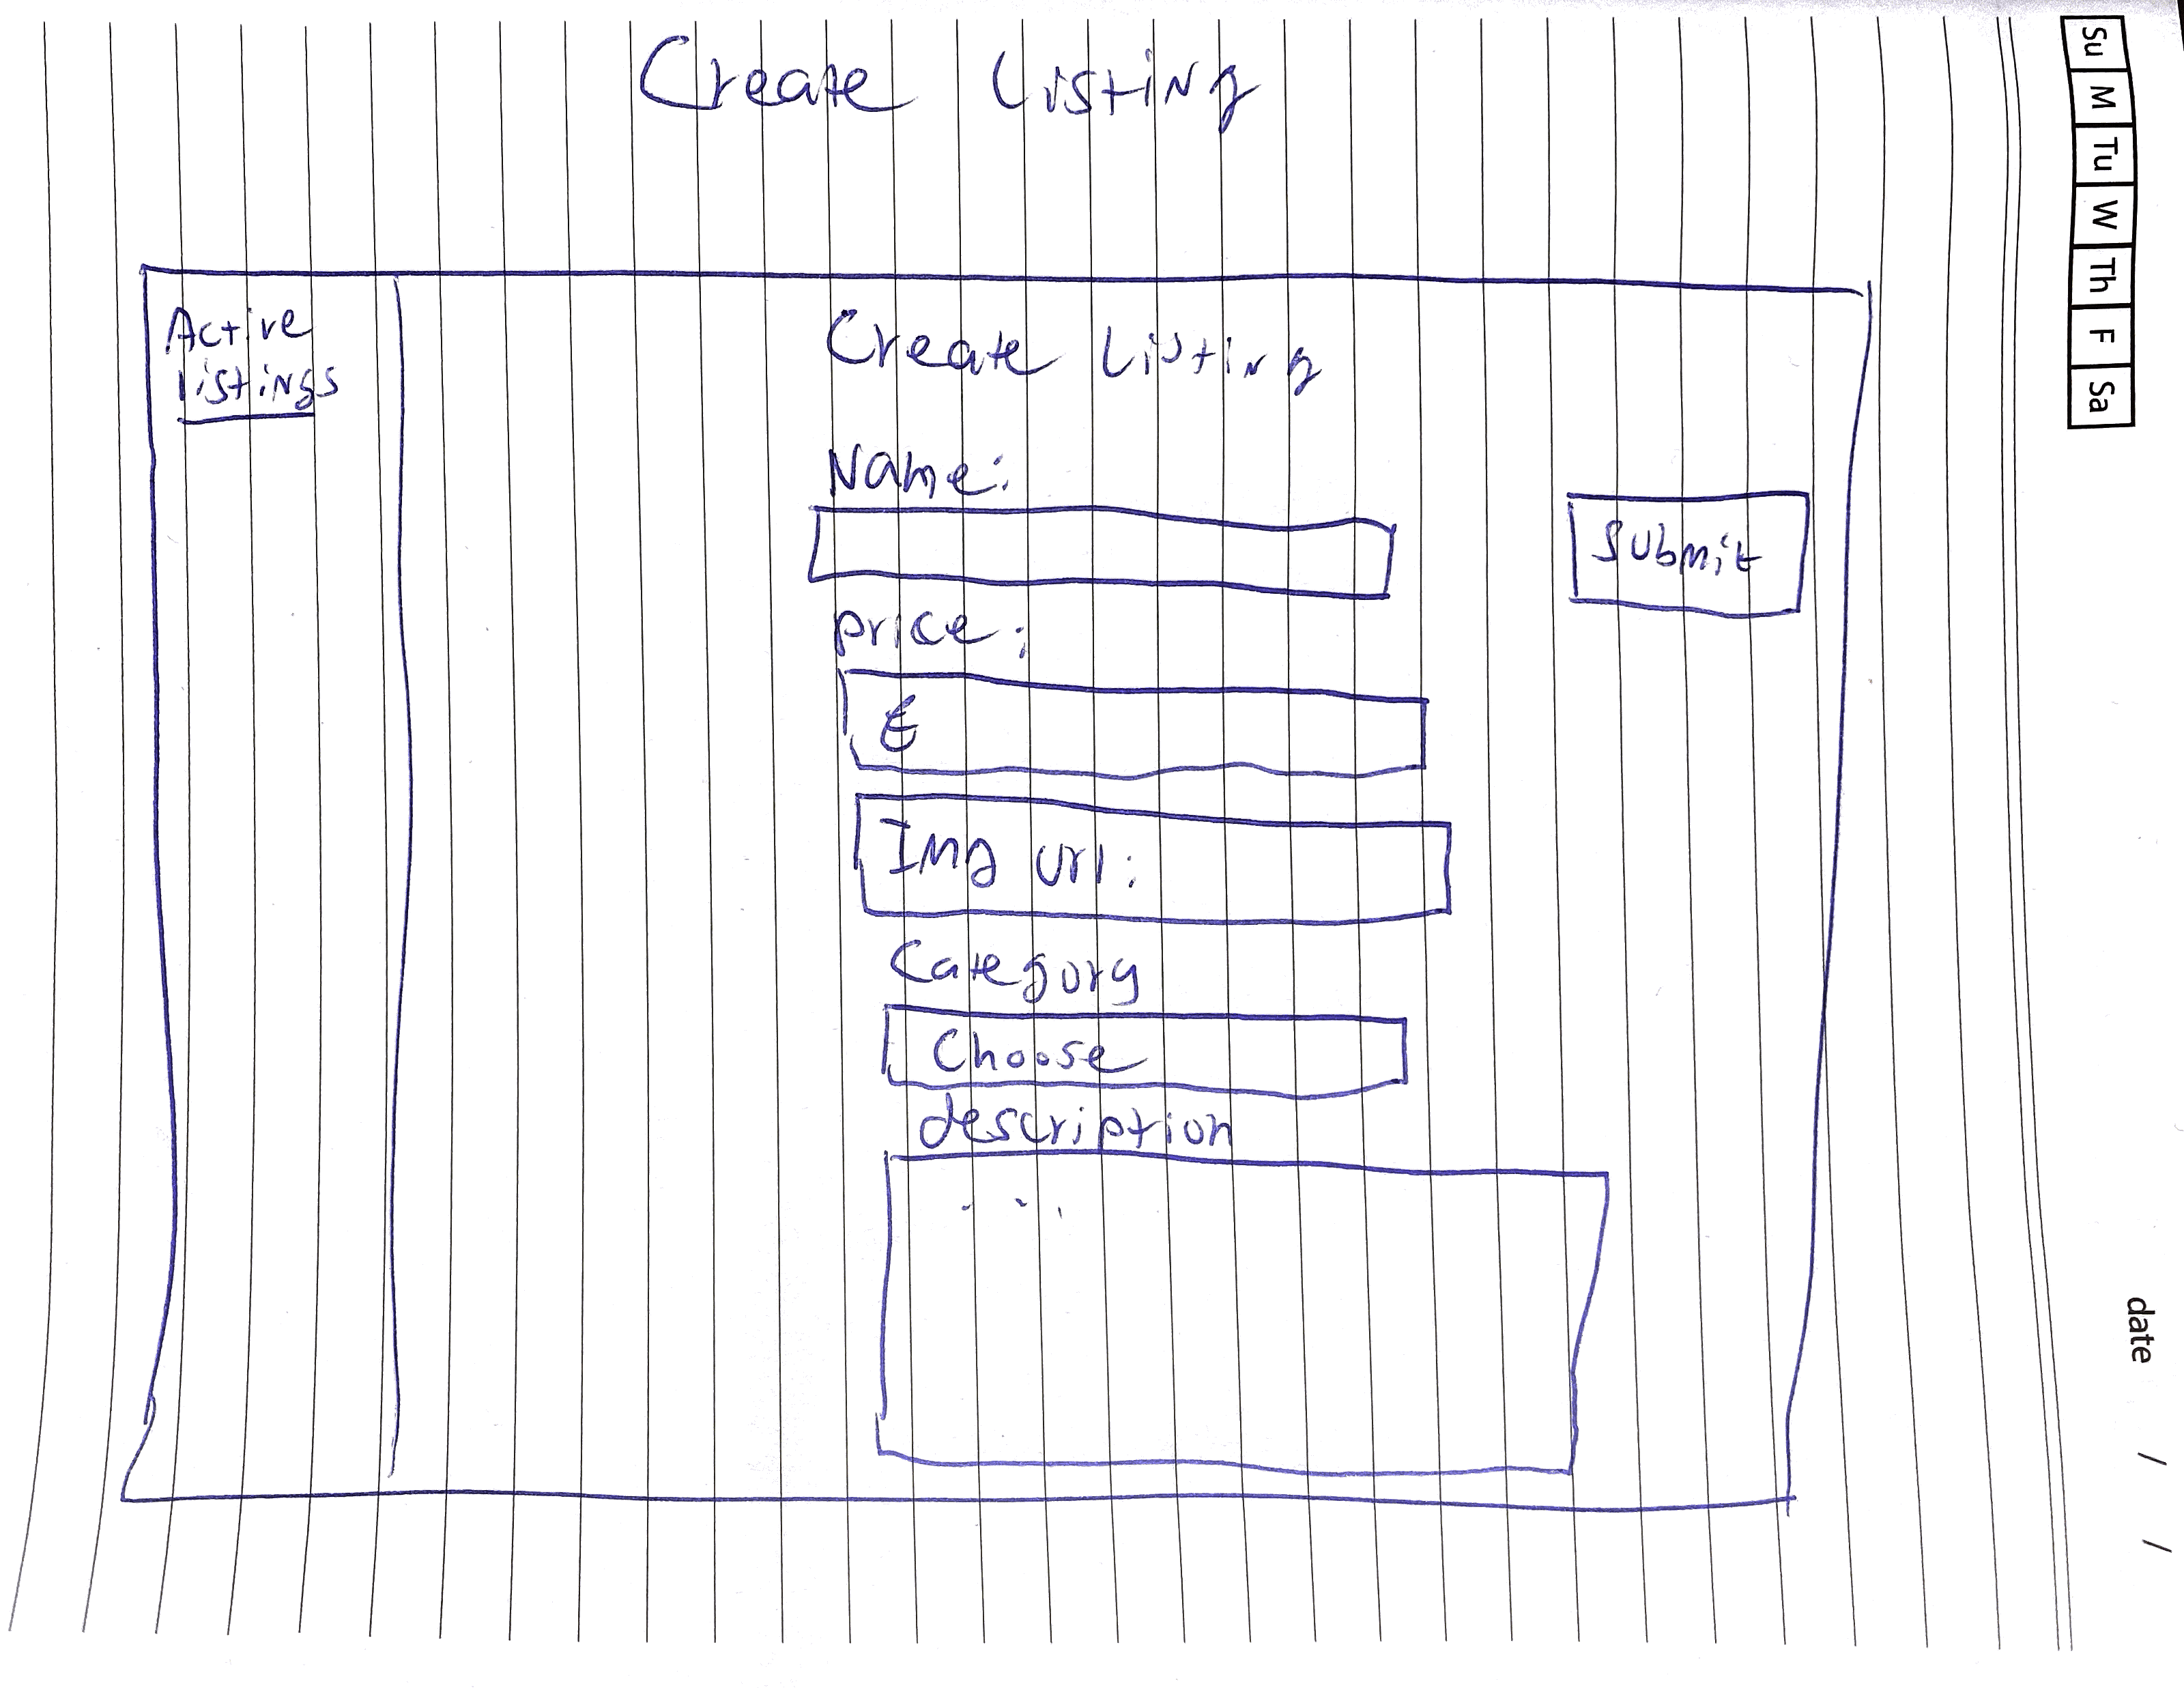 Create Listing
Su M Tu W Th F Sa
Active
listings
Create Listing
Name:
Submit
price:
€
Img url:
Category
Choose
description
...
date / /